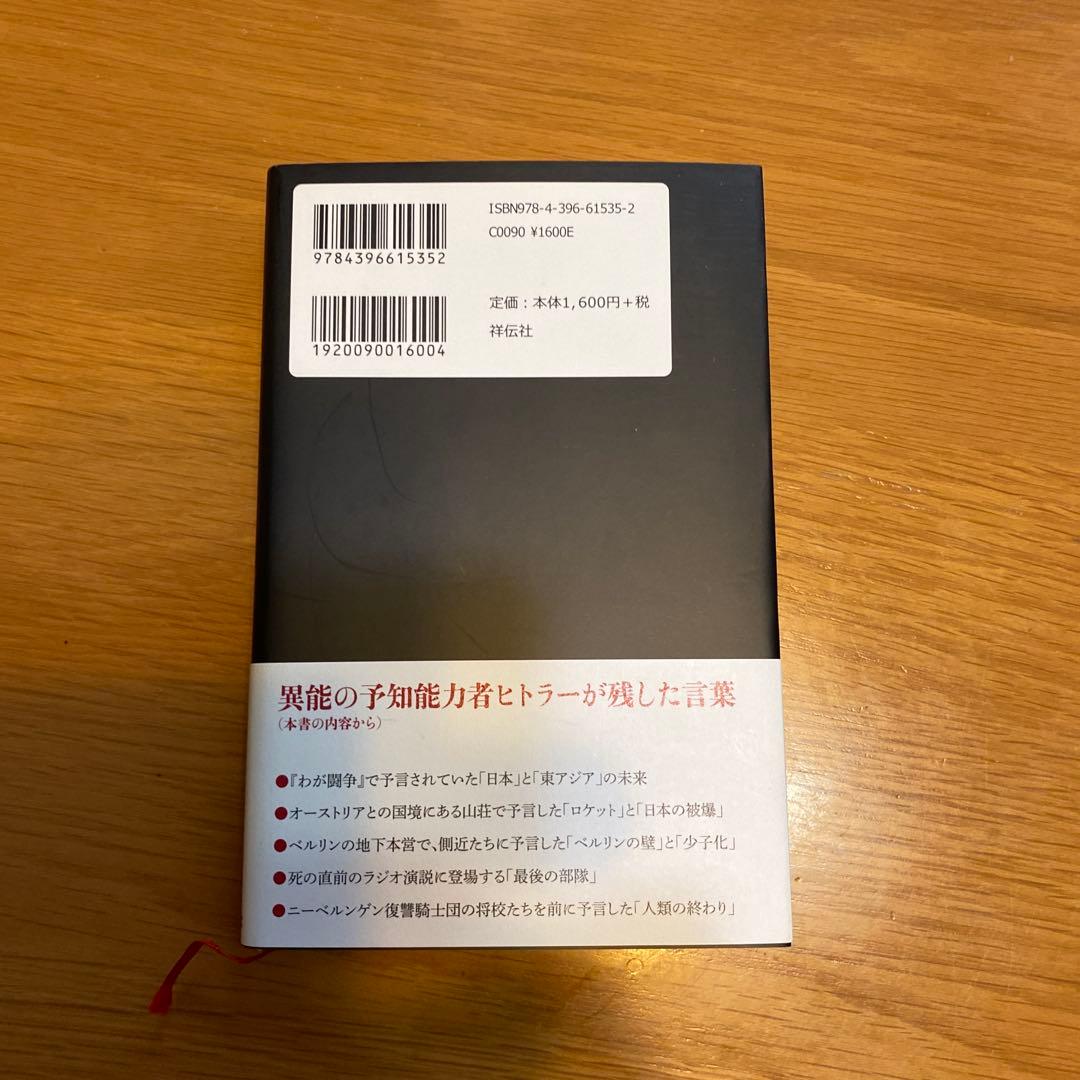 ISBN978-4-396-61535-2
C0090 ¥1600E
9784396615352
定価：本体1,600円＋税
祥伝社
1920090016004
異能の予知能力者ヒトラーが残した言葉
（本書の内容から）
●『わが闘争』で予言されていた「日本」と「東アジア」の未来
●オーストリアとの国境にある山荘で予言した「ロケット」と「日本の被爆」
●ベルリンの地下本営で、側近たちに予言した「ベルリンの壁」と「少子化」
●死の直前のラジオ演説に登場する「最後の部隊」
●ニーベルンゲン復讐騎士団の将校たちを前に予言した「人類の終わり」